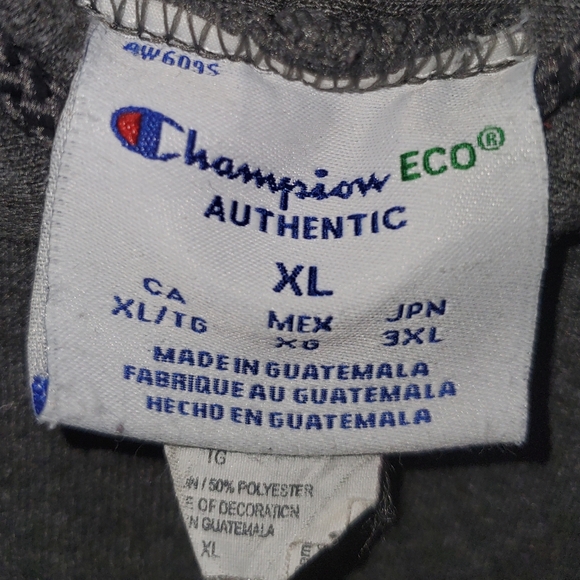 AW609S
Champion ECO®
AUTHENTIC
XL
CA MEX JPN
XL/TG XG 3XL
MADE IN GUATEMALA
FABRIQUE AU GUATEMALA
HECHO EN GUATEMALA
TG
/ 50% POLYESTER
OF DECORATION
GUATEMALA
XL